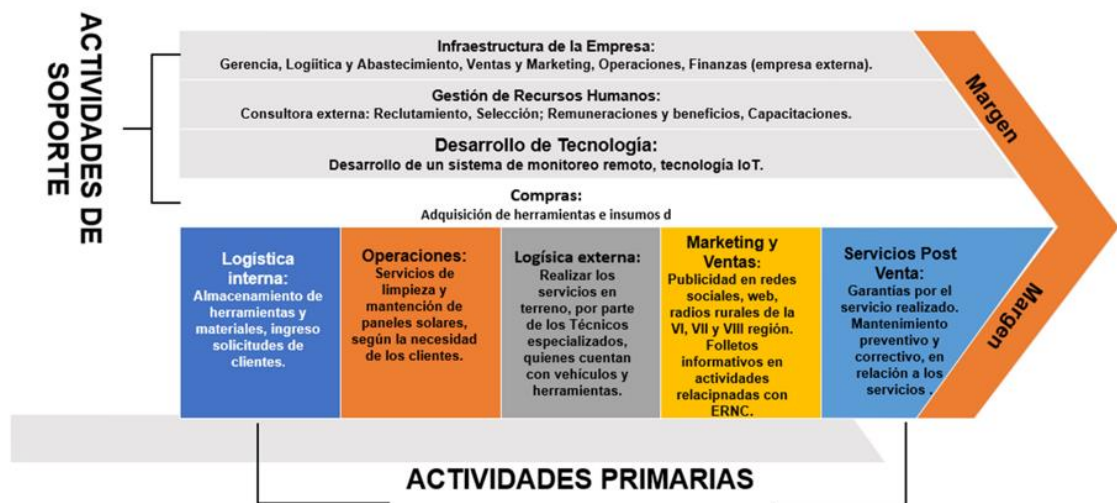 ACTIVIDADES DE
SOPORTE
Infraestructura de la Empresa:
Gerencia, Logíitica y Abastecimiento, Ventas y Marketing, Operaciones, Finanzas (empresa externa).
Gestión de Recursos Humanos:
Consultora externa: Reclutamiento, Selección; Remuneraciones y beneficios, Capacitaciones.
Desarrollo de Tecnología:
Desarrollo de un sistema de monitoreo remoto, tecnología IoT.
Compras:
Adquisición de herramientas e insumos d
Margen
Margen
Logística
interna:
Almacenamiento de
herramientas y
materiales, ingreso
solicitudes de
clientes.
Operaciones:
Servicios de
limpieza y
mantención de
paneles solares,
según la necesidad
de los clientes.
Logísica externa:
Realizar los
servicios en
terreno, por parte
de los Técnicos
especializados,
quienes cuentan
con vehículos y
herramientas.
Marketing y
Ventas:
Publicidad en redes
sociales, web,
radios rurales de la
VI, VII y VIII región.
Folletos
informativos en
actividades
relacipnadas con
ERNC.
Servicios Post
Venta:
Garantías por el
servicio realizado.
Mantenimiento
preventivo y
correctivo, en
relación a los
servicios .
ACTIVIDADES PRIMARIAS